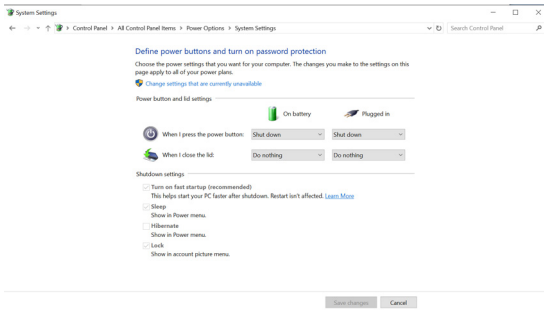 System Settings
Control Panel > All Control Panel Items > Power Options > System Settings
Search Control Panel
Define power buttons and turn on password protection
Choose the power settings that you want for your computer. The changes you make to the settings on this
page apply to all of your power plans.
Change settings that are currently unavailable
Power button and lid settings
On battery
Plugged in
When I press the power button: Shut down Shut down
When I close the lid: Do nothing Do nothing
Shutdown settings
Turn on fast startup (recommended)
This helps start your PC faster after shutdown. Restart isn't affected. Learn More
Sleep
Show in Power menu.
Hibernate
Show in Power menu.
Lock
Show in account picture menu.
Save changes Cancel